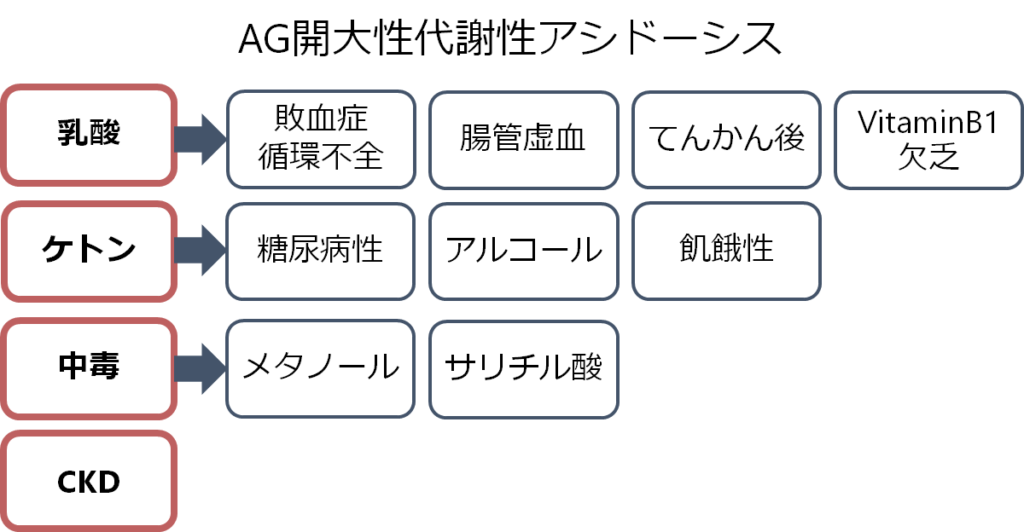 AG開大性代謝性アシドーシス
乳酸
敗血症
循環不全
腸管虚血
てんかん後
VitaminB1
欠乏
ケトン
糖尿病性
アルコール
飢餓性
中毒
メタノール
サリチル酸
CKD